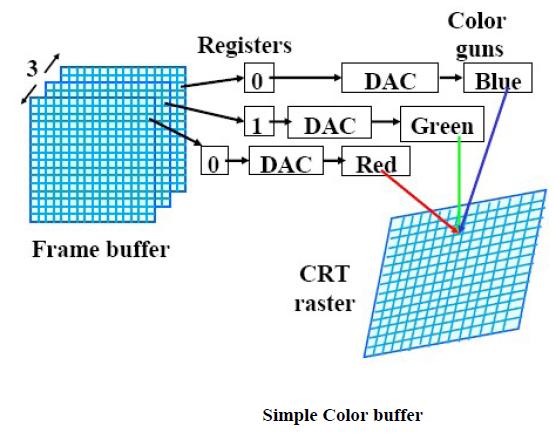 Color
guns
Registers
3
0 DAC Blue
1 DAC Green
0 DAC Red
Frame buffer
CRT
raster
Simple Color buffer